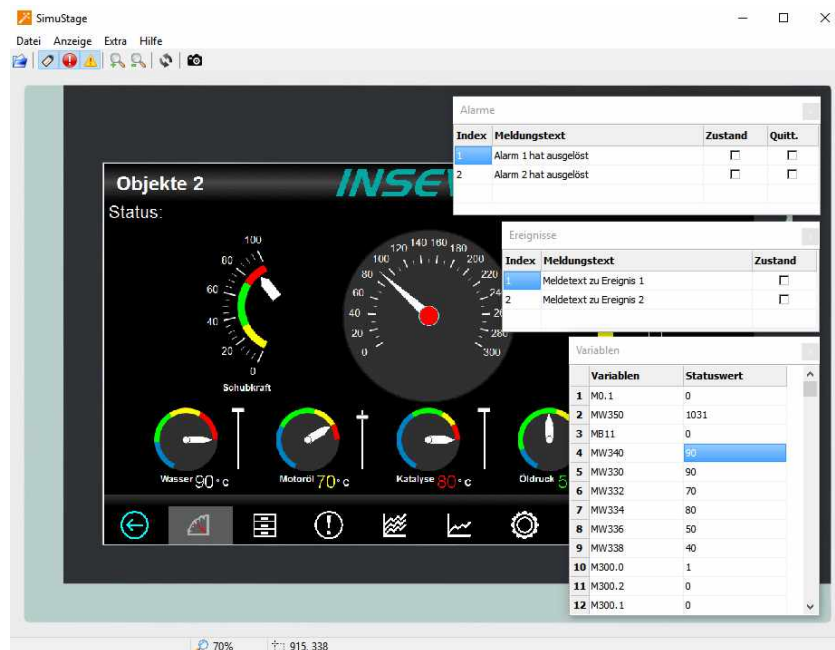 SimuStage
Datei Anzeige Extra Hilfe
Alarme
Index Meldungstext Zustand Quitt.
1 Alarm 1 hat ausgelöst
2 Alarm 2 hat ausgelöst
Objekte 2
Status:
Ereignisse
Index Meldungstext Zustand
1 Meldetext zu Ereignis 1
2 Meldetext zu Ereignis 2
100
80
60
40
20
0
Schubkraft
0
20
40
60
80
100
120
140
160
180
200
220
300
Variablen
Variablen Statuswert
1 M0.1 0
2 MW350 1031
3 MB11 0
4 MW340 90
5 MW330 90
6 MW332 70
7 MW334 80
8 MW336 50
9 MW338 40
10 M300.0 1
11 M300.2 0
12 M300.1 0
Wasser 90°C
Motoröl 70°C
Katalyse 80°C
Öldruck
70% 915, 338